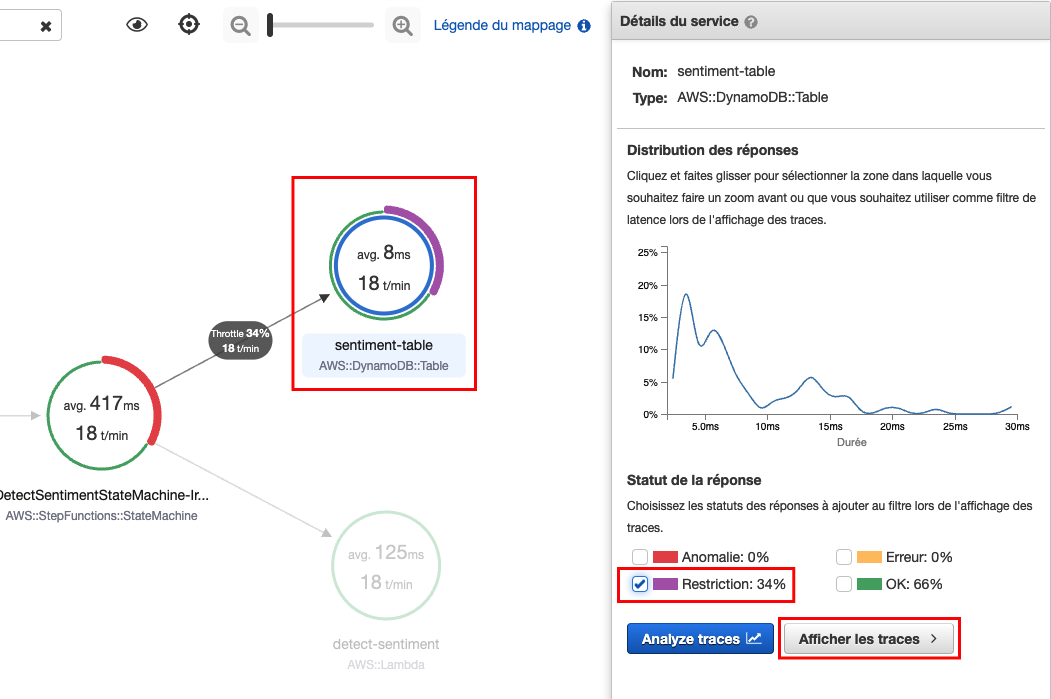 Légende du mappage
avg. 8ms
18 t/min
sentiment-table
AWS::DynamoDB::Table
Throttle 34%
18 t/min
avg. 417ms
18 t/min
DetectSentimentStateMachine-Ir...
AWS::StepFunctions::StateMachine
avg. 125ms
18 t/min
detect-sentiment
AWS::Lambda
Détails du service ?
Nom: sentiment-table
Type: AWS::DynamoDB::Table
Distribution des réponses
Cliquez et faites glisser pour sélectionner la zone dans laquelle vous
souhaitez faire un zoom avant ou que vous souhaitez utiliser comme filtre de
latence lors de l'affichage des traces.
25%
20%
15%
10%
5%
0%
5.0ms 10ms 15ms 20ms 25ms 30ms
Durée
Statut de la réponse
Choisissez les statuts des réponses à ajouter au filtre lors de l'affichage des
traces.
Anomalie: 0% Erreur: 0%
Restriction: 34% OK: 66%
Analyze traces Afficher les traces